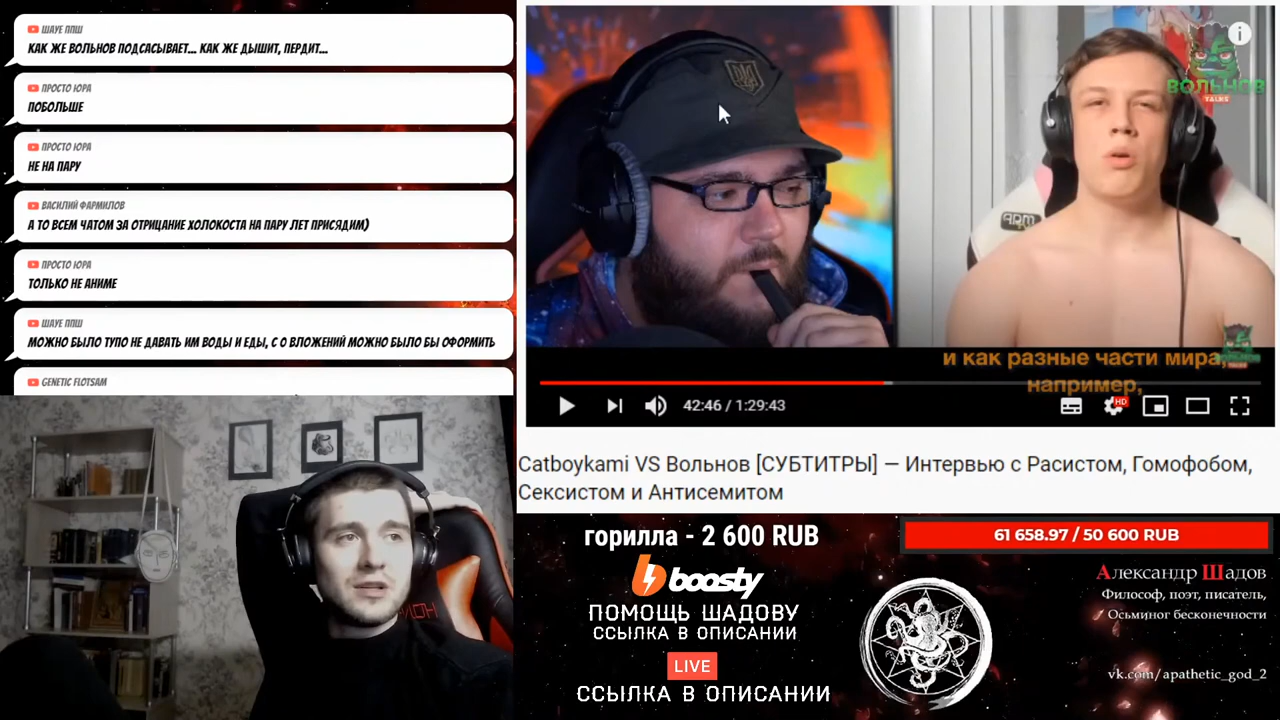 ШАУЕ ППШ
КАК ЖЕ ВОЛЬНОВ ПОДСАСЫВАЕТ... КАК ЖЕ ДЫШИТ, ПЕРДИТ...
ПРОСТО ЮРА
ПОБОЛЬШЕ
ПРОСТО ЮРА
НЕ НА ПАРУ
ВАСИЛИЙ ФАРМИЛОВ
А ТО ВСЕМ ЧАТОМ ЗА ОТРИЦАНИЕ ХОЛОКОСТА НА ПАРУ ЛЕТ ПРИСЯДИМ)
ПРОСТО ЮРА
ТОЛЬКО НЕ АНИМЕ
ШАУЕ ППШ
МОЖНО БЫЛО ТУПО НЕ ДАВАТЬ ИМ ВОДЫ И ЕДЫ, С 0 ВЛОЖЕНИЙ МОЖНО БЫЛО БЫ ОФОРМИТЬ
GENETIC FLOTSAM
ВОЛЬНОВ
TALKS
и как разные части мира,
например,
42:46 / 1:29:43
HD
Catboykami VS Вольнов [СУБТИТРЫ] — Интервью с Расистом, Гомофобом,
Сексистом и Антисемитом
горилла - 2 600 RUB
boosty
ПОМОЩЬ ШАДОВУ
ССЫЛКА В ОПИСАНИИ
LIVE
ССЫЛКА В ОПИСАНИИ
61 658.97 / 50 600 RUB
Александр Шадов
Философ, поэт, писатель,
Осьминог бесконечности
vk.com/apathetic_god_2